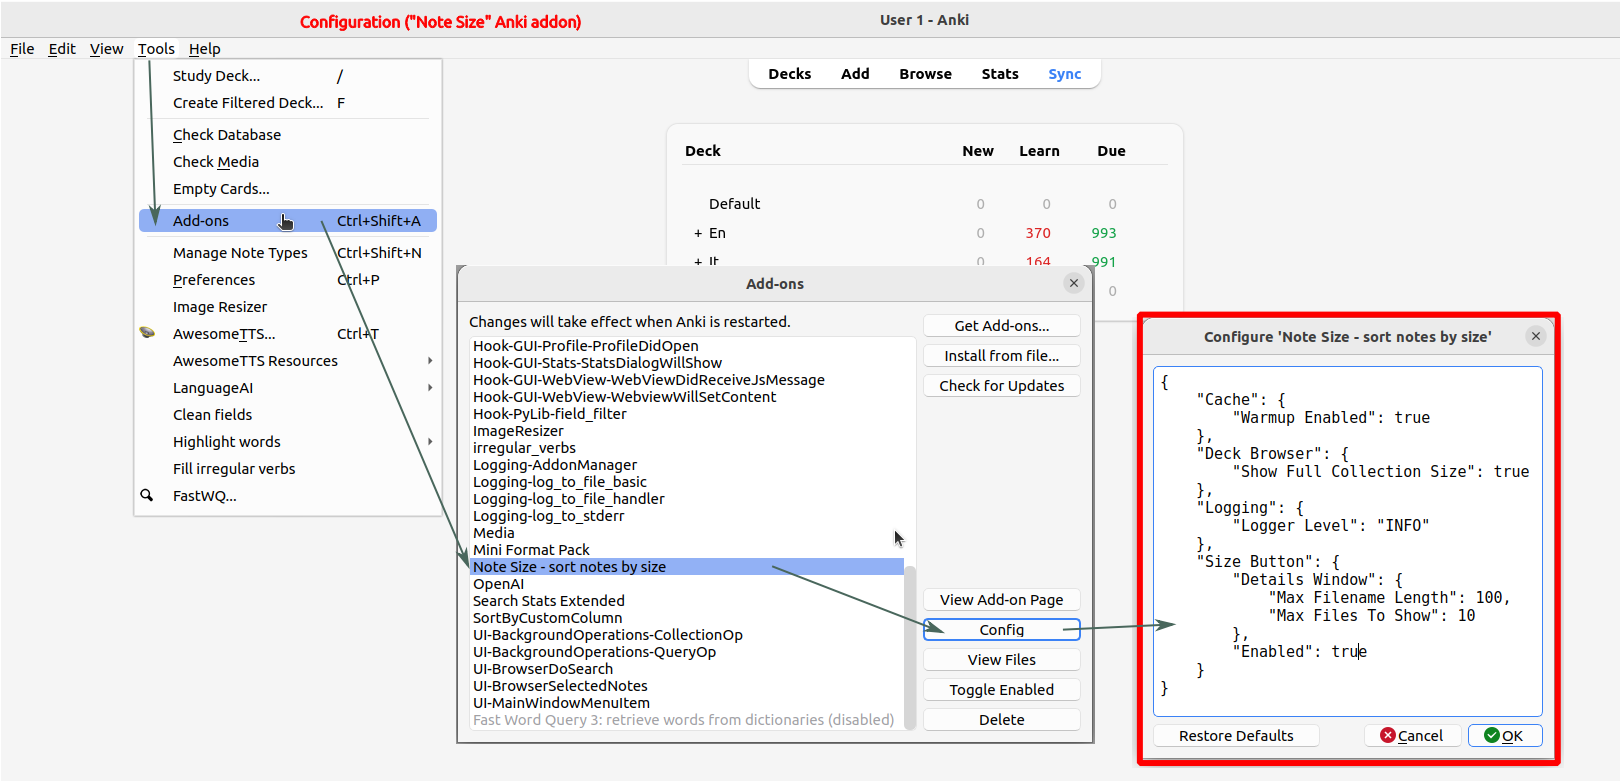 Configuration ("Note Size" Anki addon)
User 1 - Anki
File Edit View Tools Help
Study Deck... /
Create Filtered Deck... F
Check Database
Check Media
Empty Cards...
Add-ons Ctrl+Shift+A
Manage Note Types Ctrl+Shift+N
Preferences Ctrl+P
Image Resizer
AwesomeTTS... Ctrl+T
AwesomeTTS Resources
LanguageAI
Clean fields
Highlight words
Fill irregular verbs
FastWQ...
Decks Add Browse Stats Sync
Deck New Learn Due
Default 0 0 0
+ En 0 370 993
+ It 0 164 991
0
Add-ons
Changes will take effect when Anki is restarted.
Hook-GUI-Profile-ProfileDidOpen
Hook-GUI-Stats-StatsDialogWillShow
Hook-GUI-WebView-WebViewDidReceiveJsMessage
Hook-GUI-WebView-WebviewWillSetContent
Hook-PyLib-field_filter
ImageResizer
irregular_verbs
Logging-AddonManager
Logging-log_to_file_basic
Logging-log_to_file_handler
Logging-log_to_stderr
Media
Mini Format Pack
Note Size - sort notes by size
OpenAI
Search Stats Extended
SortByCustomColumn
UI-BackgroundOperations-CollectionOp
UI-BackgroundOperations-QueryOp
UI-BrowserDoSearch
UI-BrowserSelectedNotes
UI-MainWindowMenuItem
Fast Word Query 3: retrieve words from dictionaries (disabled)
Get Add-ons...
Install from file...
Check for Updates
View Add-on Page
Config
View Files
Toggle Enabled
Delete
Configure 'Note Size - sort notes by size'
{
"Cache": {
"Warmup Enabled": true
},
"Deck Browser": {
"Show Full Collection Size": true
},
"Logging": {
"Logger Level": "INFO"
},
"Size Button": {
"Details Window": {
"Max Filename Length": 100,
"Max Files To Show": 10
},
"Enabled": true
}
}
Restore Defaults Cancel OK